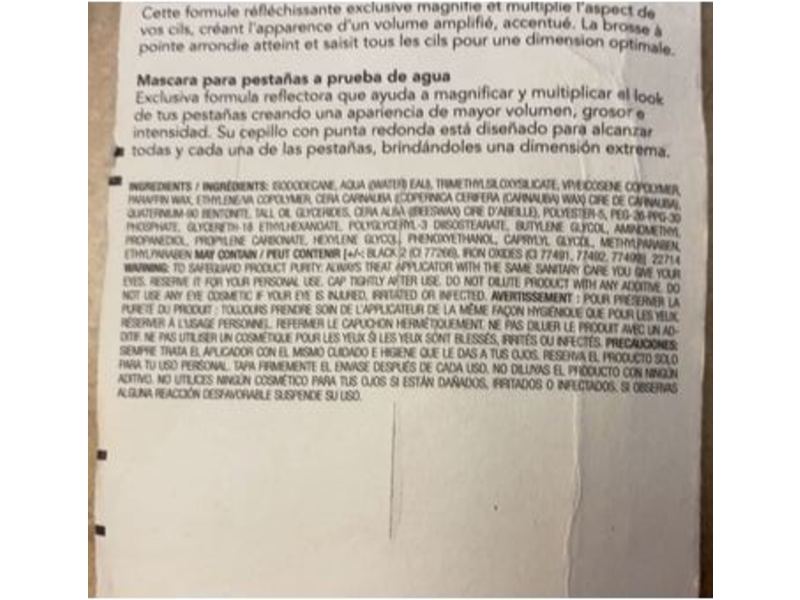 Cette formule réfléchissante exclusive magnifie et multiplie l'aspect de
vos cils, créant l'apparence d'un volume amplifié, accentué. La brosse à
pointe arrondie atteint et saisit tous les cils pour une dimension optimale.
Mascara para pestañas a prueba de agua
Exclusiva formula reflectora que ayuda a magnificar y multiplicar el look
de tus pestañas creando una apariencia de mayor volumen, grosor e
intensidad. Su cepillo con punta redonda está diseñado para alcanzar
todas y cada una de las pestañas, brindándoles una dimensión extrema.
INGREDIENTS / INGRÉDIENTS: ISODODECANE, AQUA (WATER) EAU), TRIMETHYLSILOXYSILICATE, VP/EICOSENE COPOLYMER,
PARAFFIN WAX, ETHYLENE/VA COPOLYMER, CERA CARNAUBA (COPERNICA CERIFERA (CARNAUBA) WAX) CIRE DE CARNAUBA),
QUATERNIUM-90 BENTONITE, TALL OIL GLYCERIDES, CERA ALBA (BEESWAX) CIRE D'ABEILLE), POLYESTER-5, PEG-26-PPG-30
PHOSPHATE, GLYCERETH-18 ETHYLHEXANOATE, POLYGLYCERYL-3 DIISOSTEARATE, BUTYLENE GLYCOL, AMINOMETHYL
PROPANEDIOL, PROPYLENE CARBONATE, HEXYLENE GLYCOL, PHENOXYETHANOL, CAPRYLYL GLYCOL, METHYLPARABEN,
ETHYLPARABEN MAY CONTAIN / PEUT CONTENIR [+/-: BLACK 2 (CI 77266), IRON OXIDES (CI 77491, 77492, 77499)] 22714
WARNING: TO SAFEGUARD PRODUCT PURITY: ALWAYS TREAT APPLICATOR WITH THE SAME SANITARY CARE YOU GIVE YOUR
EYES. RESERVE IT FOR YOUR PERSONAL USE. CAP TIGHTLY AFTER USE. DO NOT DILUTE PRODUCT WITH ANY ADDITIVE. DO
NOT USE ANY EYE COSMETIC IF YOUR EYE IS INJURED, IRRITATED OR INFECTED. AVERTISSEMENT : POUR PRÉSERVER LA
PURETÉ DU PRODUIT : TOUJOURS PRENDRE SOIN DE L'APPLICATEUR DE LA MÊME FAÇON HYGIÉNIQUE QUE POUR LES YEUX.
RÉSERVER À L'USAGE PERSONNEL. REFERMER LE CAPUCHON HERMÉTIQUEMENT. NE PAS DILUER LE PRODUIT AVEC UN AD-
DITIF. NE PAS UTILISER UN COSMÉTIQUE POUR LES YEUX SI LES YEUX SONT BLESSÉS, IRRITÉS OU INFECTÉS. PRECAUCIONES:
SIEMPRE TRATA EL APLICADOR CON EL MISMO CUIDADO E HIGIENE QUE LE DAS A TUS OJOS. RESERVA EL PRODUCTO SOLO
PARA TU USO PERSONAL. TAPA FIRMEMENTE EL ENVASE DESPUÉS DE CADA USO. NO DILUYAS EL PRODUCTO CON NINGÚN
ADITIVO. NO UTILICES NINGÚN COSMÉTICO PARA TUS OJOS SI ESTÁN DAÑADOS, IRRITADOS O INFECTADOS. SI OBSERVAS
ALGUNA REACCIÓN DESFAVORABLE SUSPENDE SU USO.